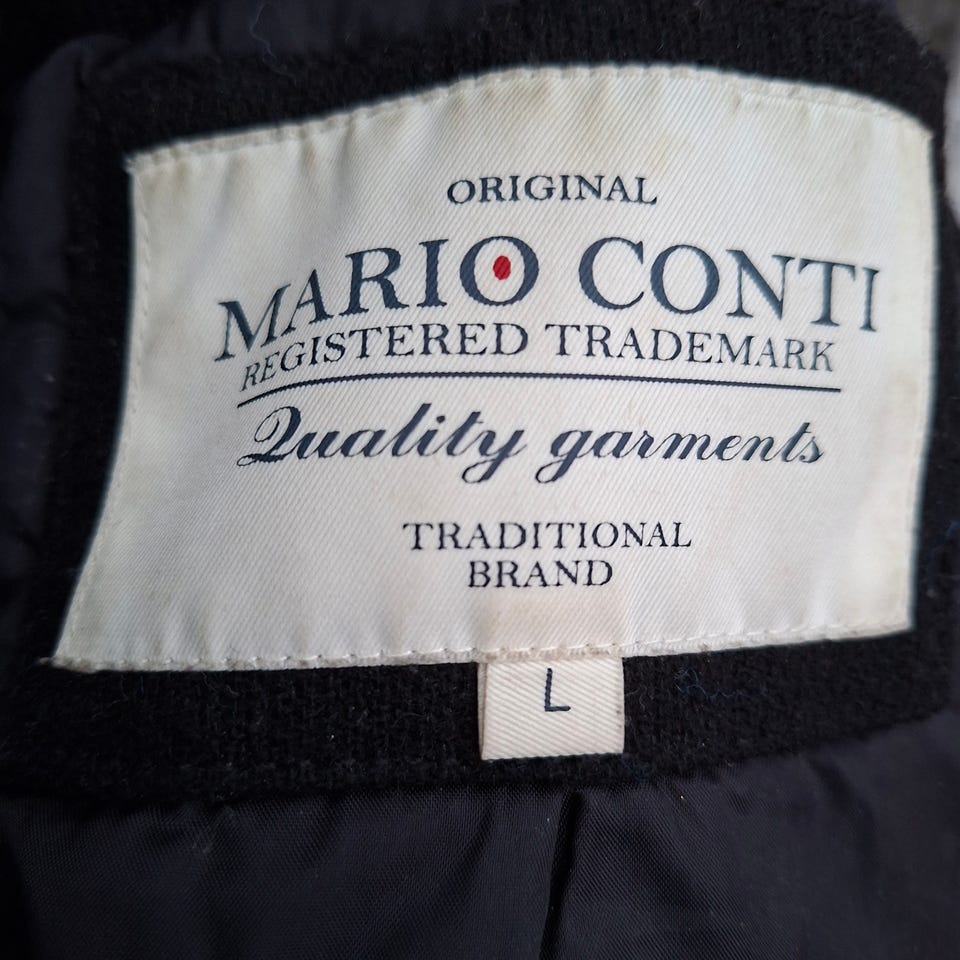 ORIGINAL
MARIO CONTI
REGISTERED TRADEMARK
Quality garments
TRADITIONAL
BRAND
L